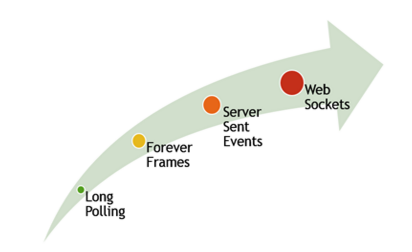 Web
Sockets
Server
Sent
Events
Forever
Frames
Long
Polling